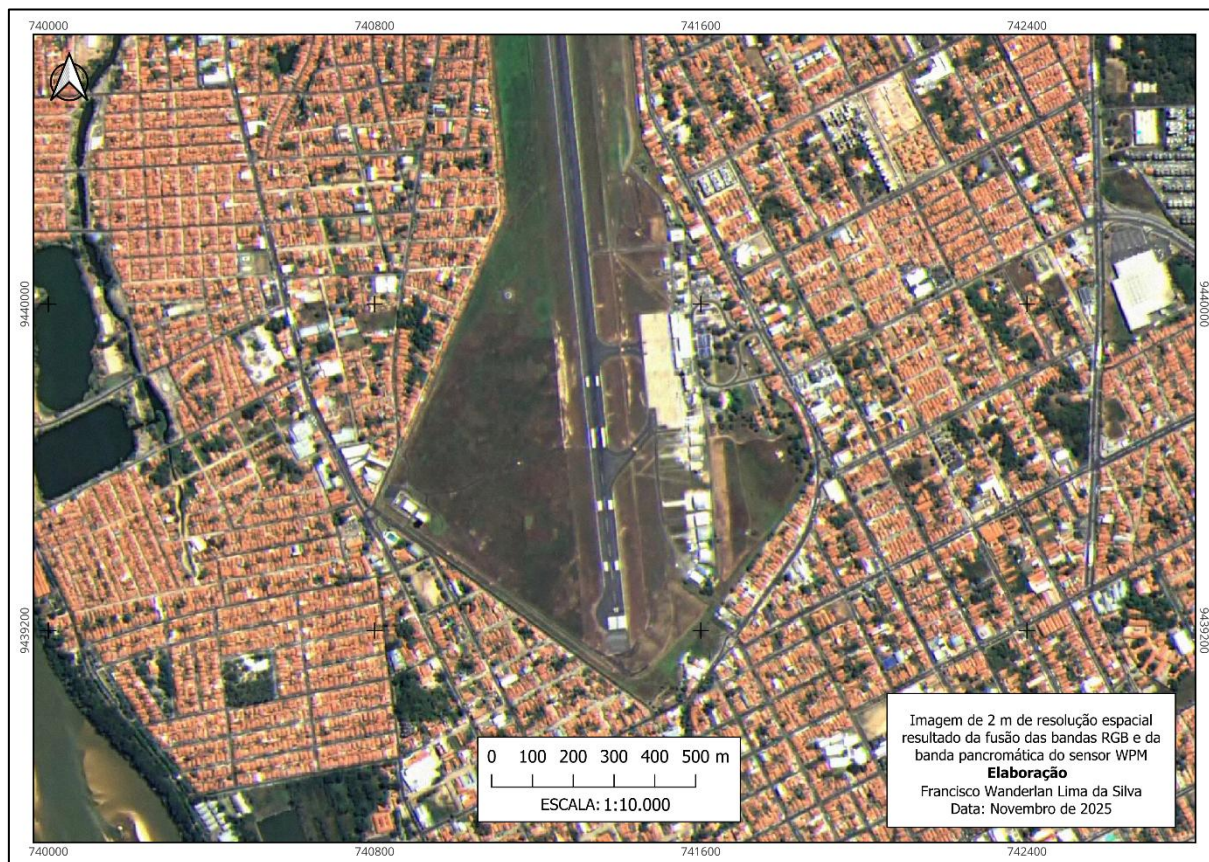 740000 740800 741600 742400
9440000 9440000
9439200 9439200
0 100 200 300 400 500 m
ESCALA: 1:10.000
Imagem de 2 m de resolução espacial
resultado da fusão das bandas RGB e da
banda pancromática do sensor WPM
Elaboração
Francisco Wanderlan Lima da Silva
Data: Novembro de 2025
740000 740800 741600 742400